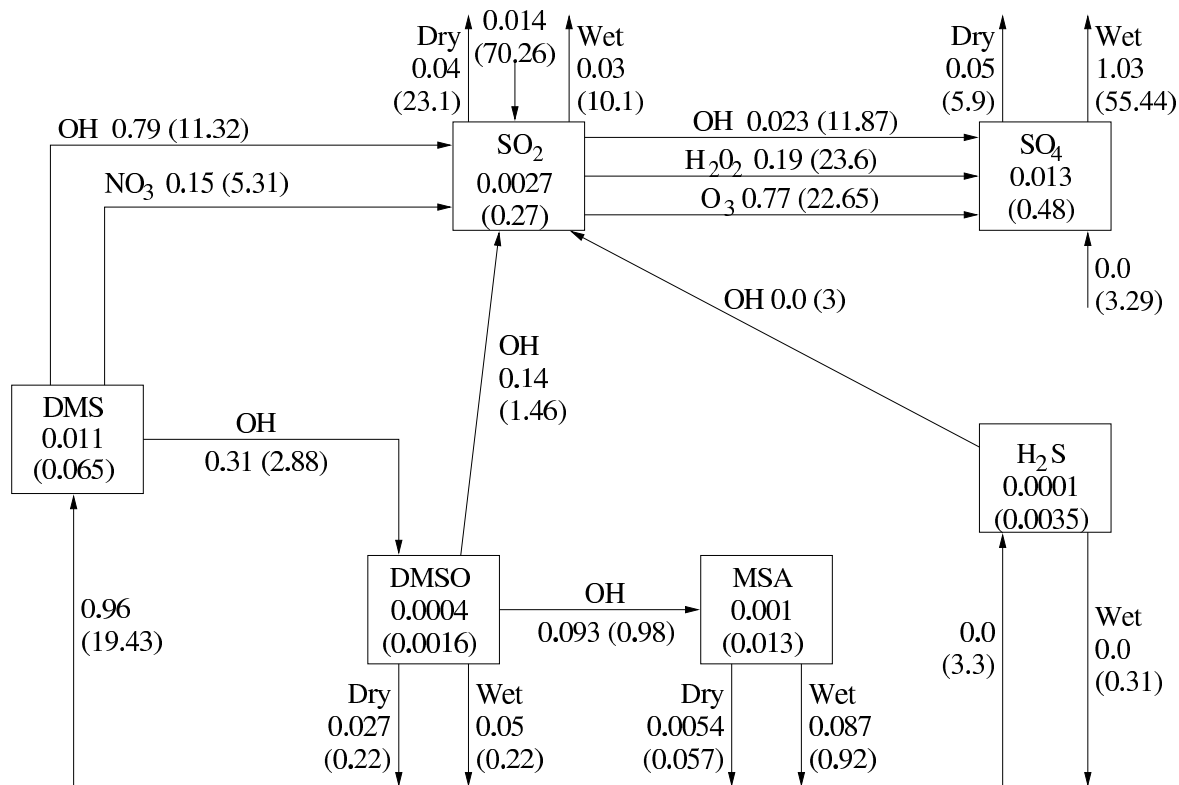 0.014
(70.26)
Dry
0.04
(23.1)
Wet
0.03
(10.1)
Dry
0.05
(5.9)
Wet
1.03
(55.44)
OH 0.79 (11.32)
NO3 0.15 (5.31)
SO2
0.0027
(0.27)
OH 0.023 (11.87)
H202 0.19 (23.6)
O3 0.77 (22.65)
SO4
0.013
(0.48)
0.0
(3.29)
OH 0.0 (3)
OH
0.14
(1.46)
DMS
0.011
(0.065)
OH
0.31 (2.88)
H2S
0.0001
(0.0035)
0.96
(19.43)
DMSO
0.0004
(0.0016)
OH
0.093 (0.98)
MSA
0.001
(0.013)
0.0
(3.3)
Wet
0.0
(0.31)
Dry
0.027
(0.22)
Wet
0.05
(0.22)
Dry
0.0054
(0.057)
Wet
0.087
(0.92)